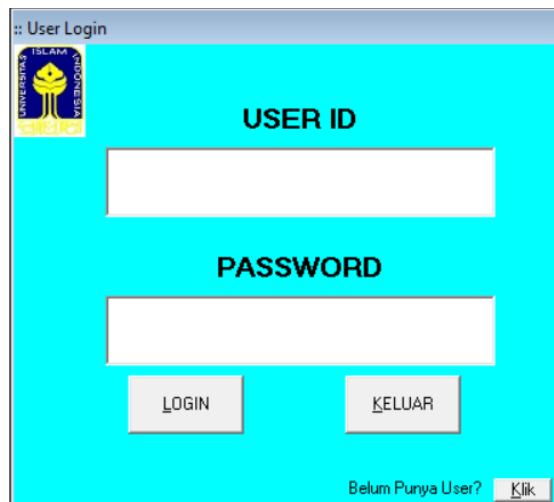 :: User Login
UNIVERSITAS ISLAM INDONESIA
USER ID
PASSWORD
LOGIN KELUAR
Belum Punya User? Klik